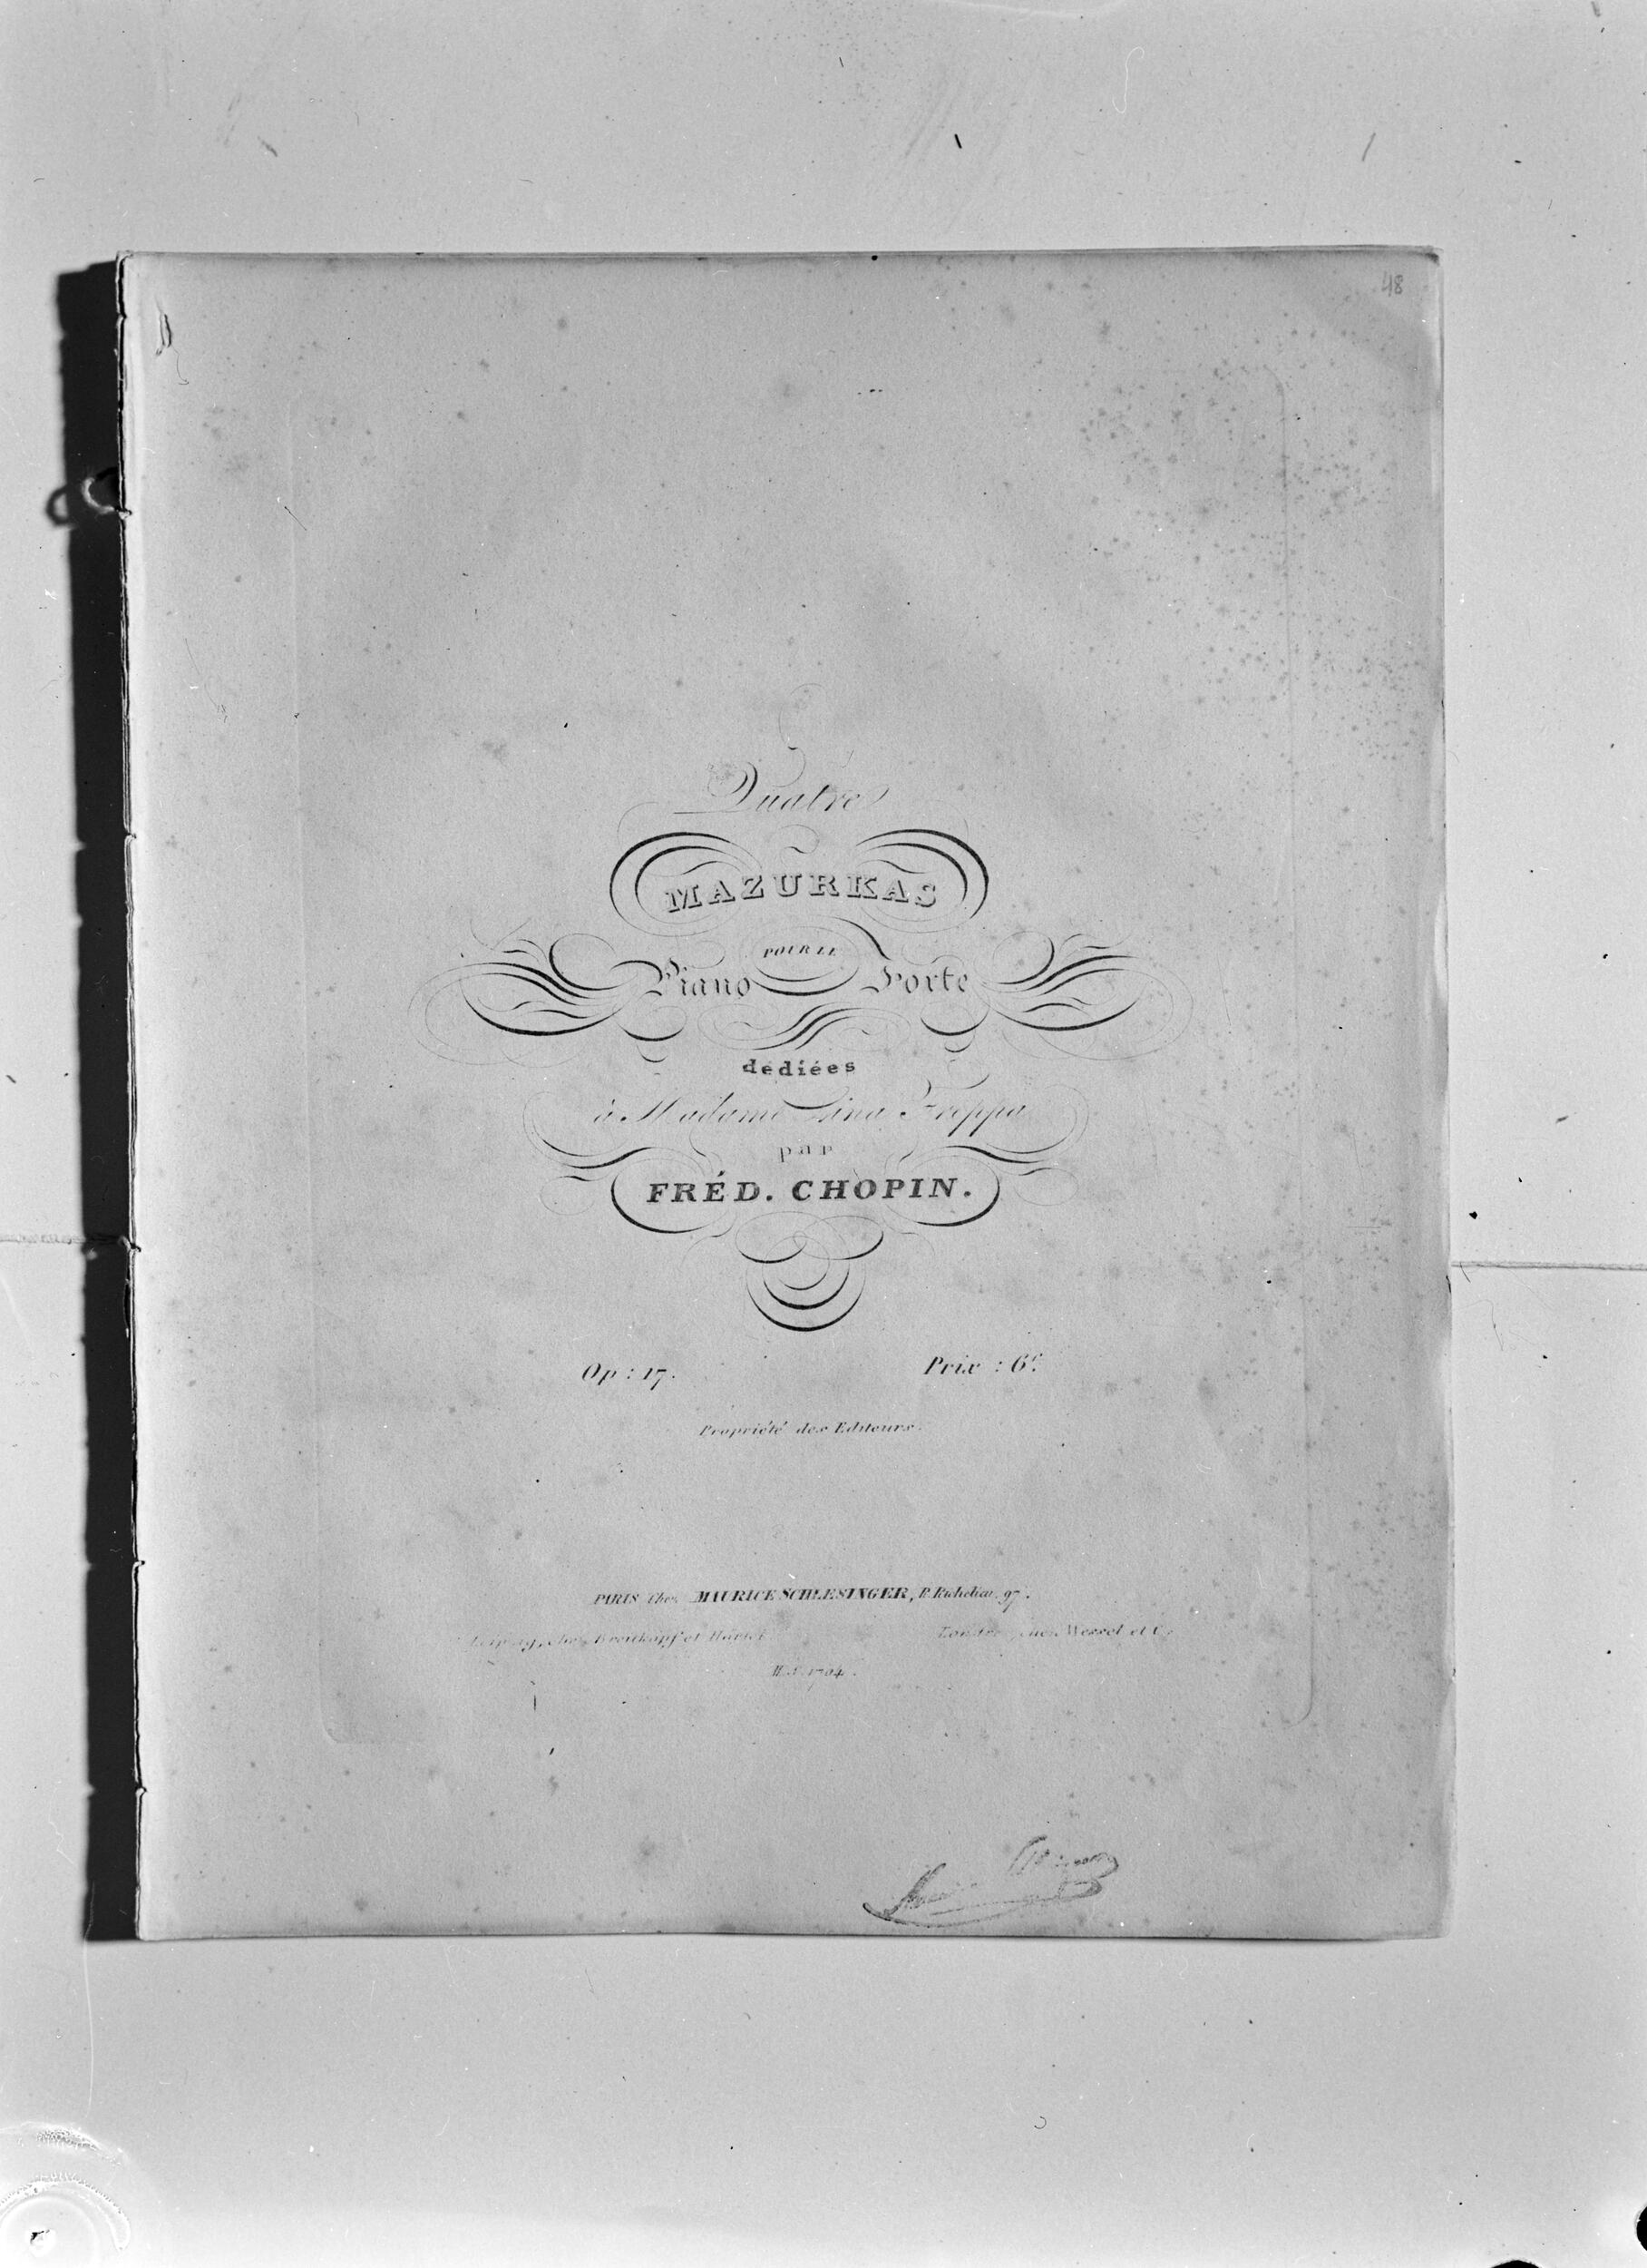 48
Quatre
MAZURKAS
POUR LE
Piano Forte
dédiées
à Madame Lina Freppa
par
FRÉD. CHOPIN.
Op: 17.
Prix : 6f.
Propriété des Editeurs.
PARIS chez MAURICE SCHLESINGER, R. Richelieu, 97.
Leipzig, chez Breitkopf et Härtel.
Londres, chez Wessel et Co.
M.S. 1704.